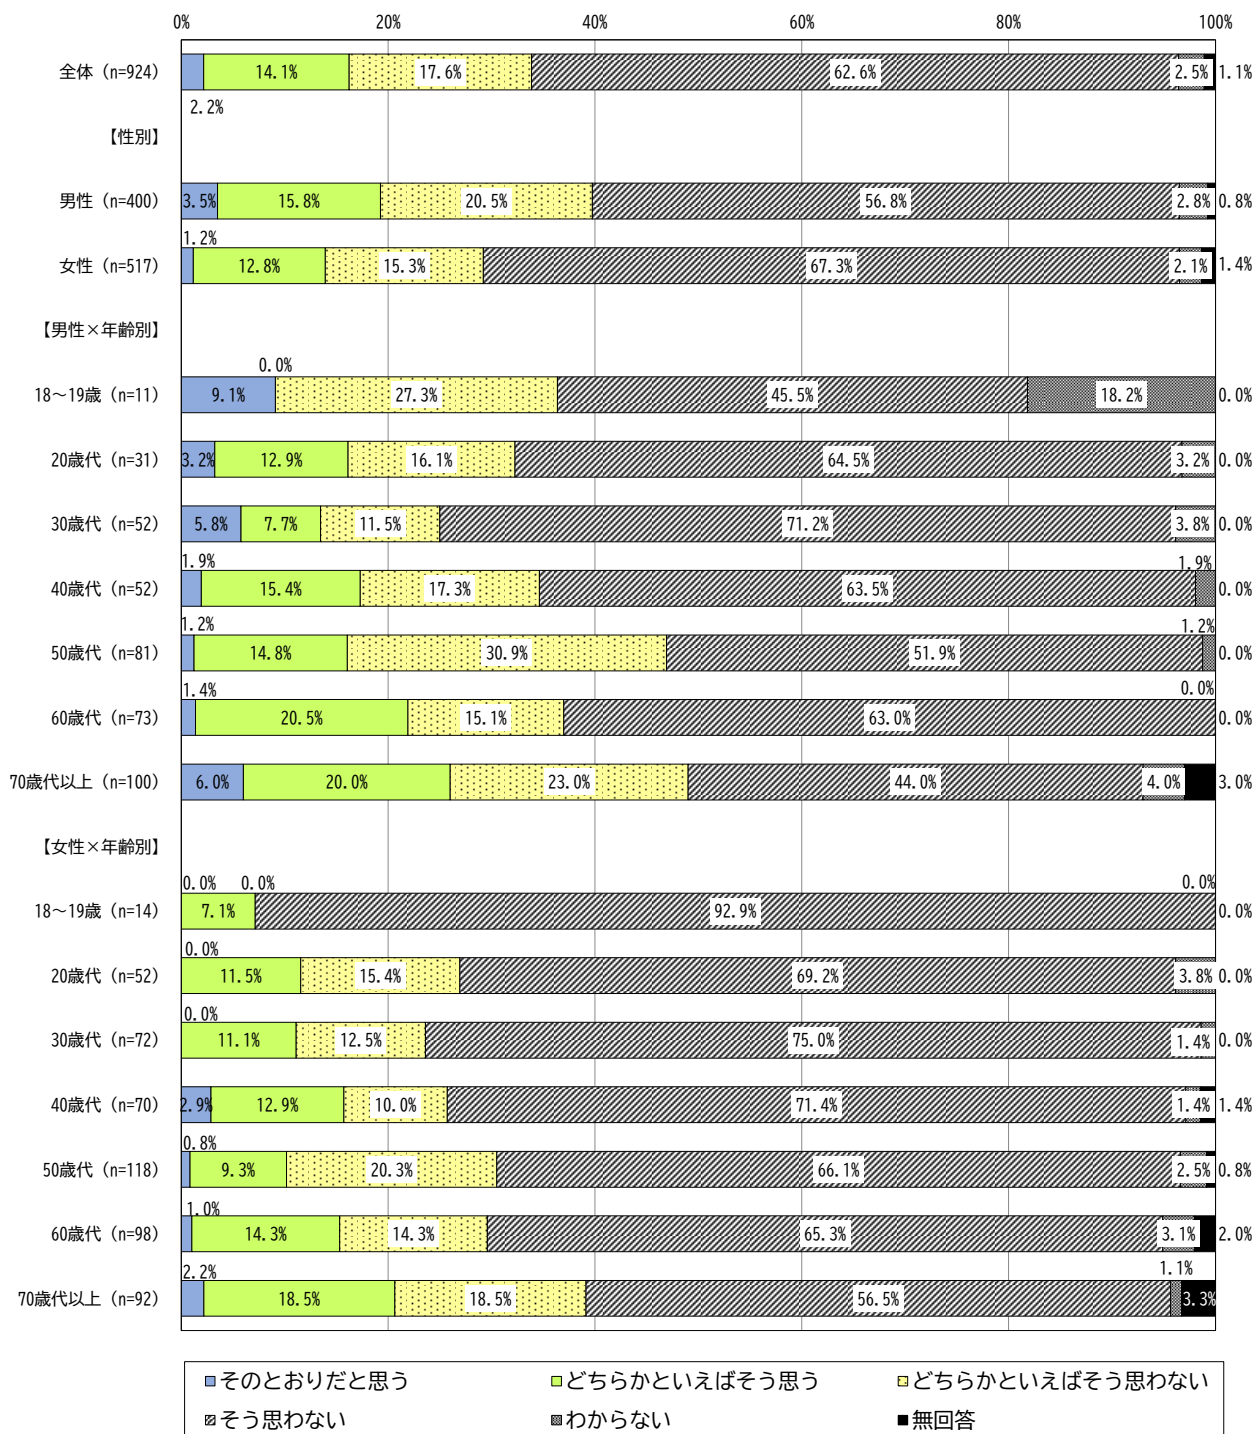 0% 20% 40% 60% 80% 100%
全体 (n=924) 14.1% 17.6% 62.6% 2.5% 1.1%
2.2%
【性別】
男性 (n=400) 3.5% 15.8% 20.5% 56.8% 2.8% 0.8%
1.2%
女性 (n=517) 12.8% 15.3% 67.3% 2.1% 1.4%
【男性×年齢別】
0.0%
18～19歳 (n=11) 9.1% 27.3% 45.5% 18.2% 0.0%
20歳代 (n=31) 3.2% 12.9% 16.1% 64.5% 3.2% 0.0%
30歳代 (n=52) 5.8% 7.7% 11.5% 71.2% 3.8% 0.0%
1.9% 1.9%
40歳代 (n=52) 15.4% 17.3% 63.5% 0.0%
1.2% 1.2%
50歳代 (n=81) 14.8% 30.9% 51.9% 0.0%
1.4% 0.0%
60歳代 (n=73) 20.5% 15.1% 63.0% 0.0%
70歳代以上 (n=100) 6.0% 20.0% 23.0% 44.0% 4.0% 3.0%
【女性×年齢別】
0.0% 0.0% 0.0%
18～19歳 (n=14) 7.1% 92.9% 0.0%
0.0%
20歳代 (n=52) 11.5% 15.4% 69.2% 3.8% 0.0%
0.0%
30歳代 (n=72) 11.1% 12.5% 75.0% 1.4% 0.0%
40歳代 (n=70) 2.9% 12.9% 10.0% 71.4% 1.4% 1.4%
0.8%
50歳代 (n=118) 9.3% 20.3% 66.1% 2.5% 0.8%
1.0%
60歳代 (n=98) 14.3% 14.3% 65.3% 3.1% 2.0%
2.2% 1.1%
70歳代以上 (n=92) 18.5% 18.5% 56.5% 3.3%
そのとおりだと思う どちらかといえばそう思う どちらかといえばそう思わない
そう思わない わからない 無回答